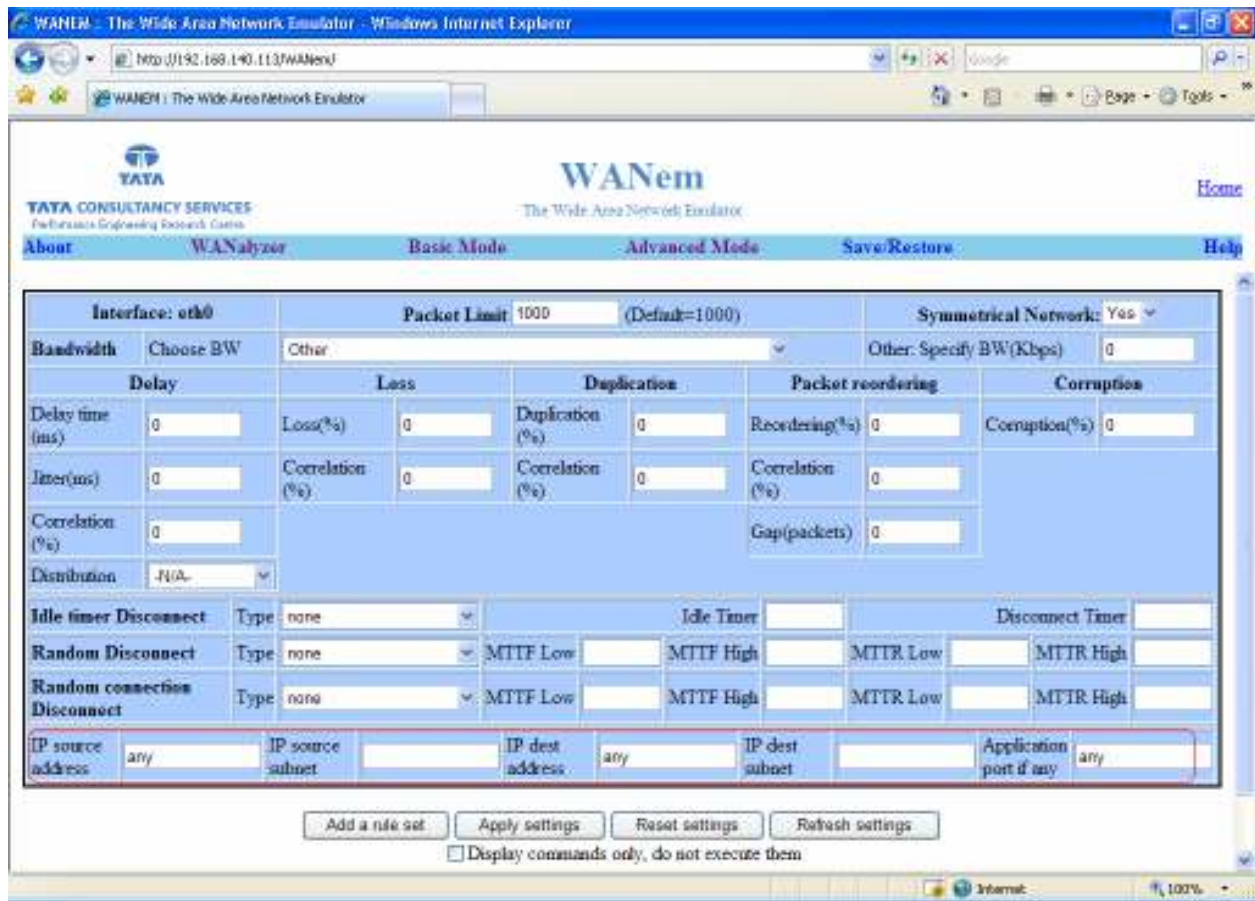 WANEM : The Wide Area Network Emulator - Windows Internet Explorer
http://192.168.140.113/WANem/
Google
WANEM : The Wide Area Network Emulator
Page
Tools
TATA
TATA CONSULTANCY SERVICES
Performance Engineering Research Centre
WANem
The Wide Area Network Emulator
Home
About WANalyzer Basic Mode Advanced Mode Save/Restore Help
Interface: eth0 Packet Limit 1000 (Default=1000) Symmetrical Network: Yes
Bandwidth Choose BW Other Other: Specify BW(Kbps) 0
Delay Loss Duplication Packet reordering Corruption
Delay time (ms) 0 Loss(%) 0 Duplication (%) 0 Reordering(%) 0 Corruption(%) 0
Jitter(ms) 0 Correlation (%) 0 Correlation (%) 0 Correlation (%) 0
Correlation (%) 0 Gap(packets) 0
Distribution -N/A-
Idle timer Disconnect Type none Idle Timer Disconnect Timer
Random Disconnect Type none MTTF Low MTTF High MTTR Low MTTR High
Random connection Disconnect Type none MTTF Low MTTF High MTTR Low MTTR High
IP source address any IP source subnet IP dest address any IP dest subnet Application port if any any
Add a rule set Apply settings Reset settings Refresh settings
Display commands only, do not execute them
Internet 100%